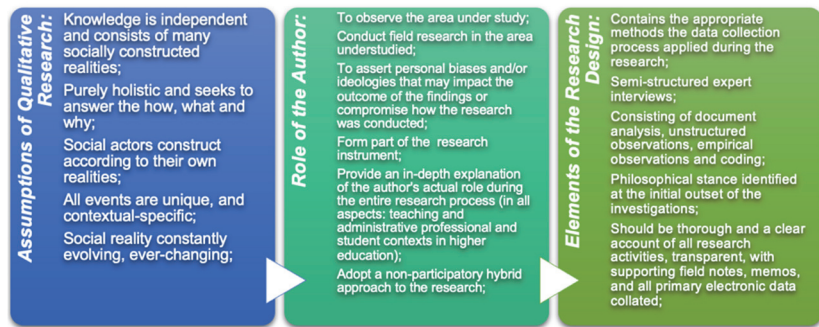 Assumptions of Qualitative
Research:
Knowledge is independent
and consists of many
socially constructed
realities;
Purely holistic and seeks to
answer the how, what and
why;
Social actors construct
according to their own
realities;
All events are unique, and
contextual-specific;
Social reality constantly
evolving, ever-changing;
Role of the Author:
To observe the area under study;
Conduct field research in the area
understudied;
To assert personal biases and/or
ideologies that may impact the
outcome of the findings or
compromise how the research
was conducted;
Form part of the research
instrument;
Provide an in-depth explanation
of the author's actual role during
the entire research process (in all
aspects: teaching and
administrative professional and
student contexts in higher
education);
Adopt a non-participatory hybrid
approach to the research;
Elements of the Research
Design:
Contains the appropriate
methods the data collection
process applied during the
research;
Semi-structured expert
interviews;
Consisting of document
analysis, unstructured
observations, empirical
observations and coding;
Philosophical stance identified
at the initial outset of the
investigations;
Should be thorough and a clear
account of all research
activities, transparent, with
supporting field notes, memos,
and all primary electronic data
collated;